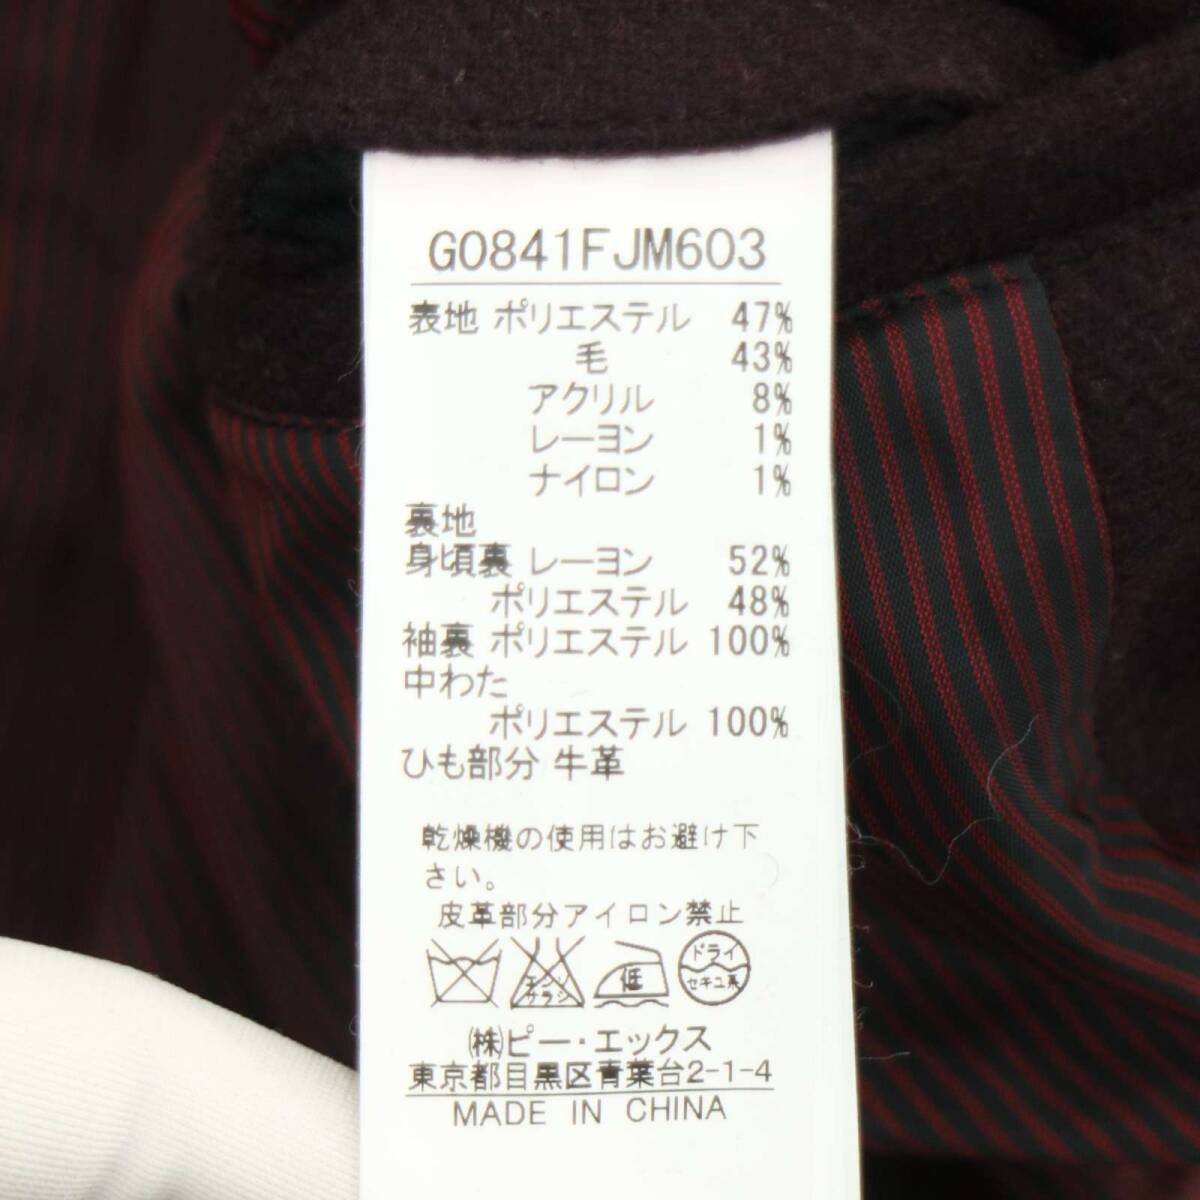 G0841FJM603
表地 ポリエステル 47%
毛 43%
アクリル 8%
レーヨン 1%
ナイロン 1%
裏地
身頃裏 レーヨン 52%
ポリエステル 48%
袖裏 ポリエステル 100%
中わた
ポリエステル 100%
ひも部分 牛革
乾燥機の使用はお避け下
さい。
皮革部分アイロン禁止
エンソ
サラシ
低
ドライ
セキユ系
㈱ピー・エックス
東京都目黒区青葉台2-1-4
MADE IN CHINA